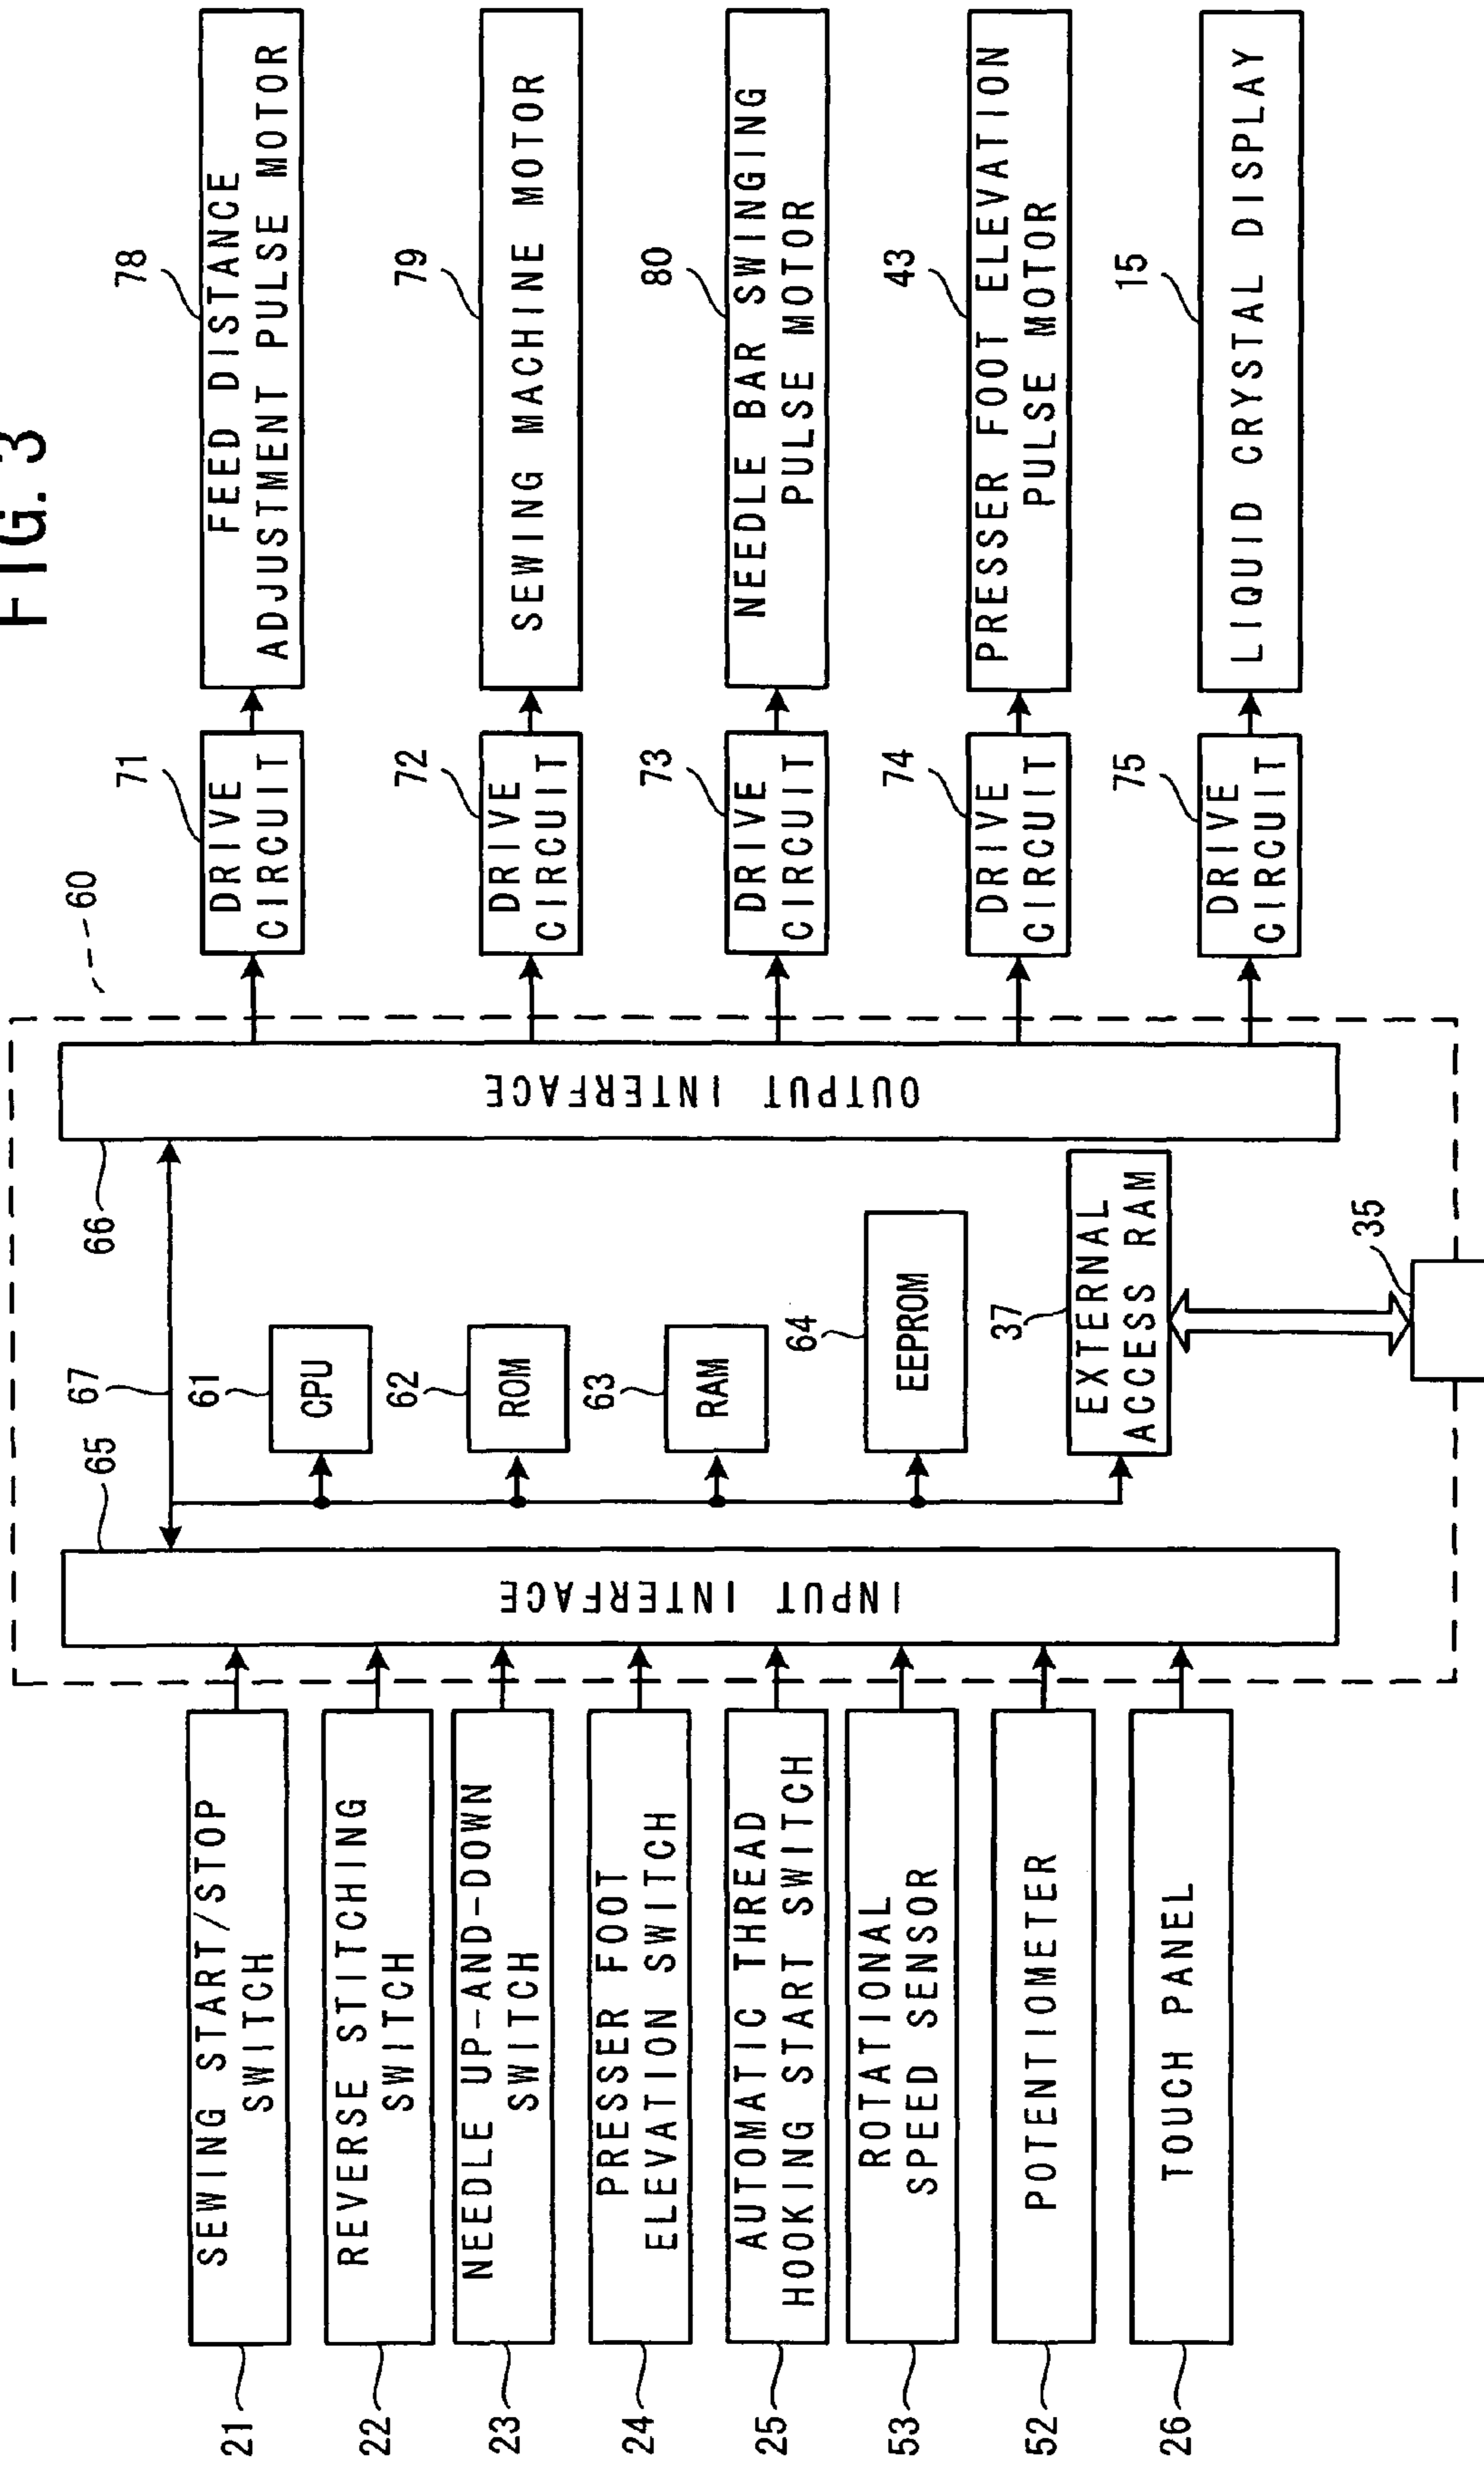 FIG. 3
60
21
SEWING START/STOP
SWITCH
22
REVERSE STITCHING
SWITCH
23
NEEDLE UP-AND-DOWN
SWITCH
24
PRESSER FOOT
ELEVATION SWITCH
25
AUTOMATIC THREAD
HOOKING START SWITCH
53
ROTATIONAL
SPEED SENSOR
52
POTENTIOMETER
26
TOUCH PANEL
65
INPUT INTERFACE
67
61
CPU
62
ROM
63
RAM
64
EEPROM
37
EXTERNAL
ACCESS RAM
35
66
OUTPUT INTERFACE
71
DRIVE
CIRCUIT
78
FEED DISTANCE
ADJUSTMENT PULSE MOTOR
72
DRIVE
CIRCUIT
79
SEWING MACHINE MOTOR
73
DRIVE
CIRCUIT
80
NEEDLE BAR SWINGING
PULSE MOTOR
74
DRIVE
CIRCUIT
43
PRESSER FOOT ELEVATION
PULSE MOTOR
75
DRIVE
CIRCUIT
15
LIQUID CRYSTAL DISPLAY